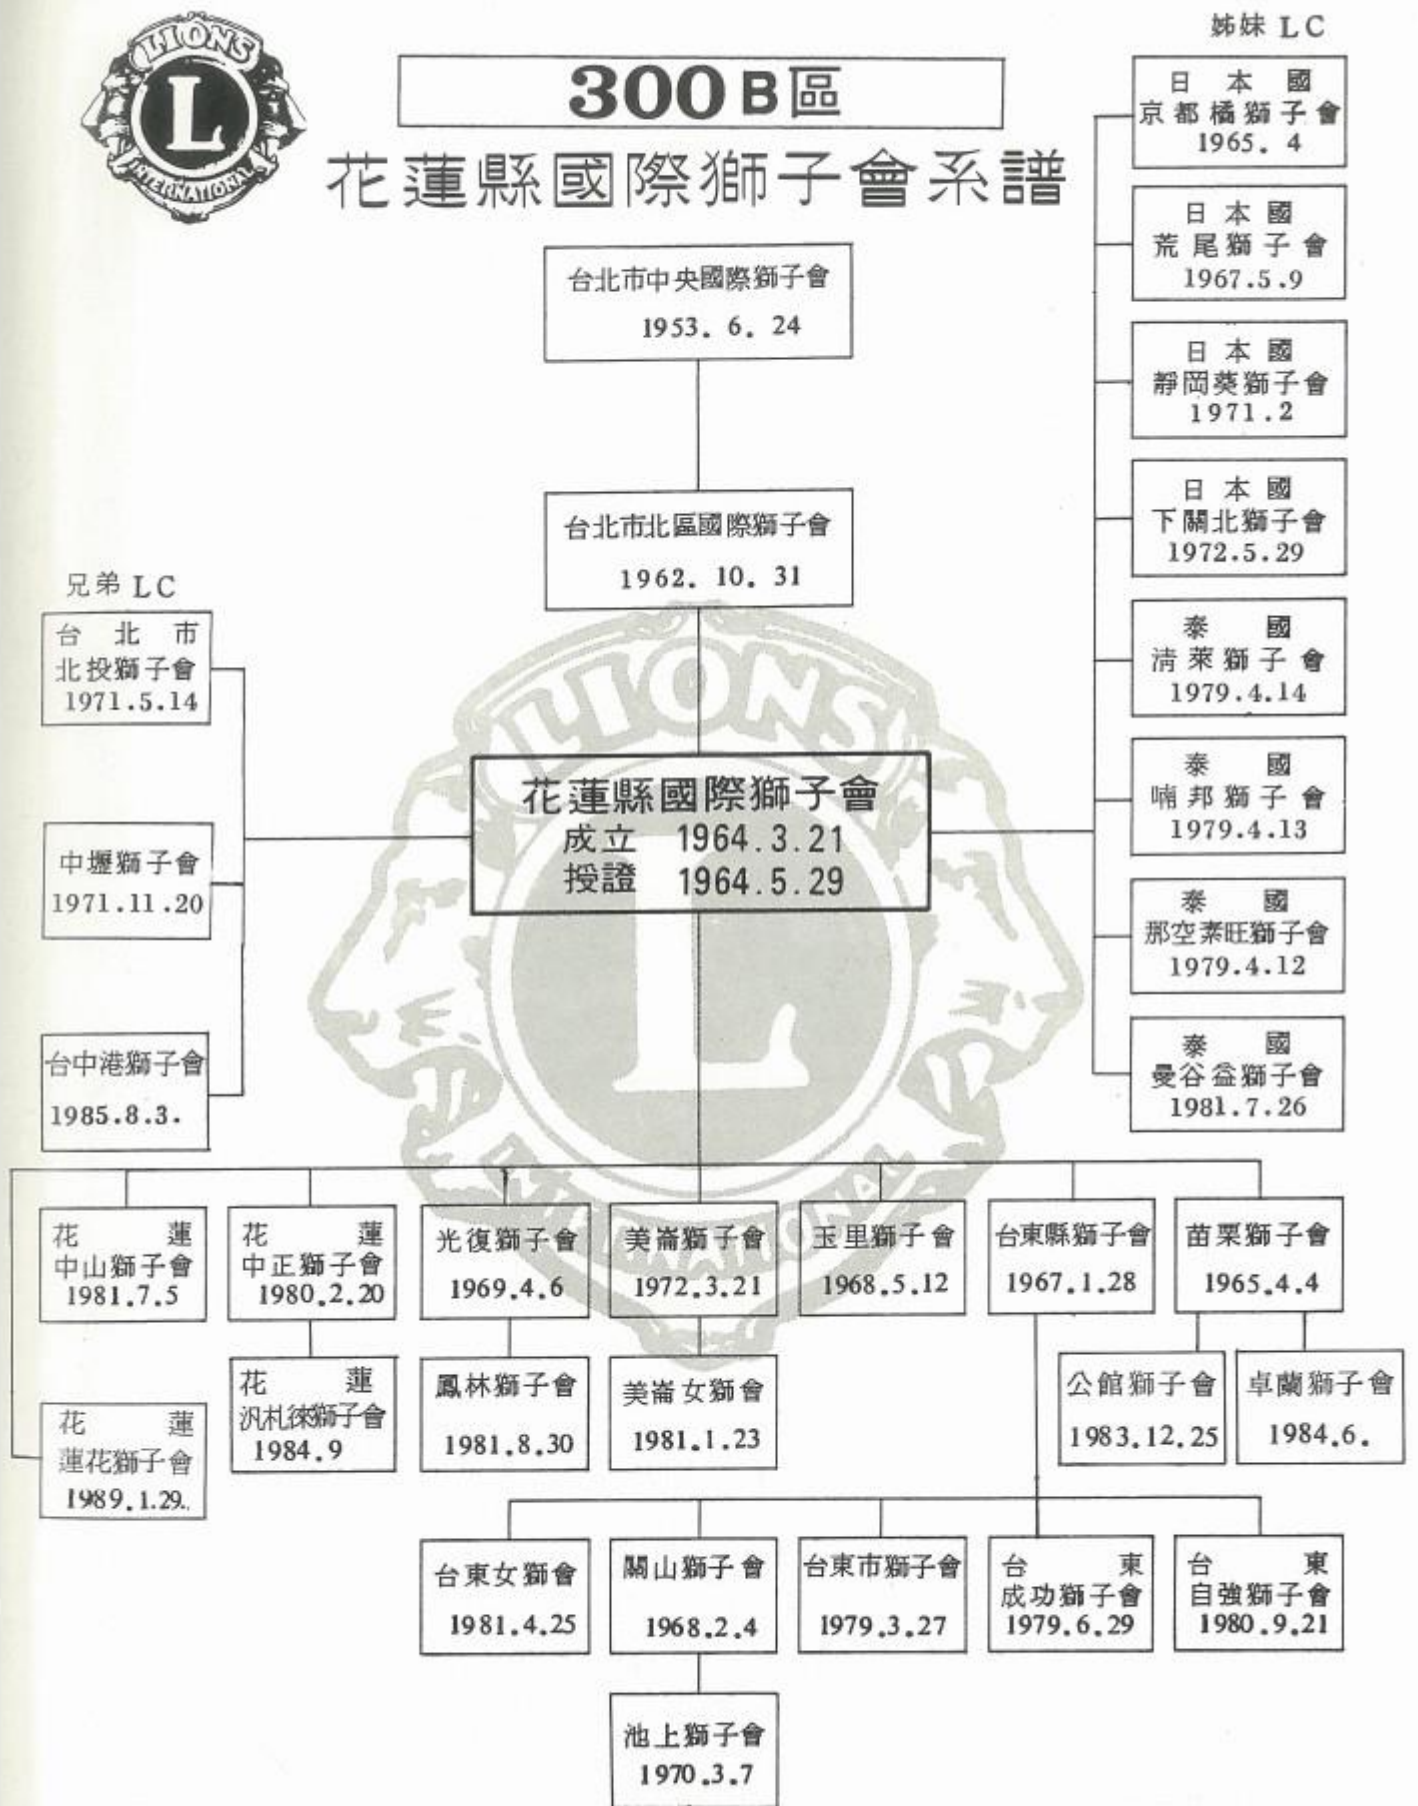 LIONS
L
INTERNATIONAL
300B區
花蓮縣國際獅子會系譜
台北市中央國際獅子會
1953. 6. 24
台北市北區國際獅子會
1962. 10. 31
姊妹 LC
日本國
京都橘獅子會
1965. 4
日本國
荒尾獅子會
1967.5.9
日本國
靜岡葵獅子會
1971.2
日本國
下關北獅子會
1972.5.29
泰國
清萊獅子會
1979.4.14
泰國
喃邦獅子會
1979.4.13
泰國
那空素旺獅子會
1979.4.12
泰國
曼谷益獅子會
1981.7.26
兄弟 LC
台北市
北投獅子會
1971.5.14
中壢獅子會
1971.11.20
台中港獅子會
1985.8.3.
LIONS
花蓮縣國際獅子會
成立 1964.3.21
授證 1964.5.29
L
INTERNATIONAL
花蓮
中山獅子會
1981.7.5
花蓮
中正獅子會
1980.2.20
光復獅子會
1969.4.6
美崙獅子會
1972.3.21
玉里獅子會
1968.5.12
台東縣獅子會
1967.1.28
苗栗獅子會
1965.4.4
花蓮
蓮花獅子會
1989.1.29.
花蓮
汎札徠獅子會
1984.9
鳳林獅子會
1981.8.30
美崙女獅會
1981.1.23
公館獅子會
1983.12.25
卓蘭獅子會
1984.6.
台東女獅會
1981.4.25
關山獅子會
1968.2.4
台東市獅子會
1979.3.27
台東
成功獅子會
1979.6.29
台東
自強獅子會
1980.9.21
池上獅子會
1970.3.7